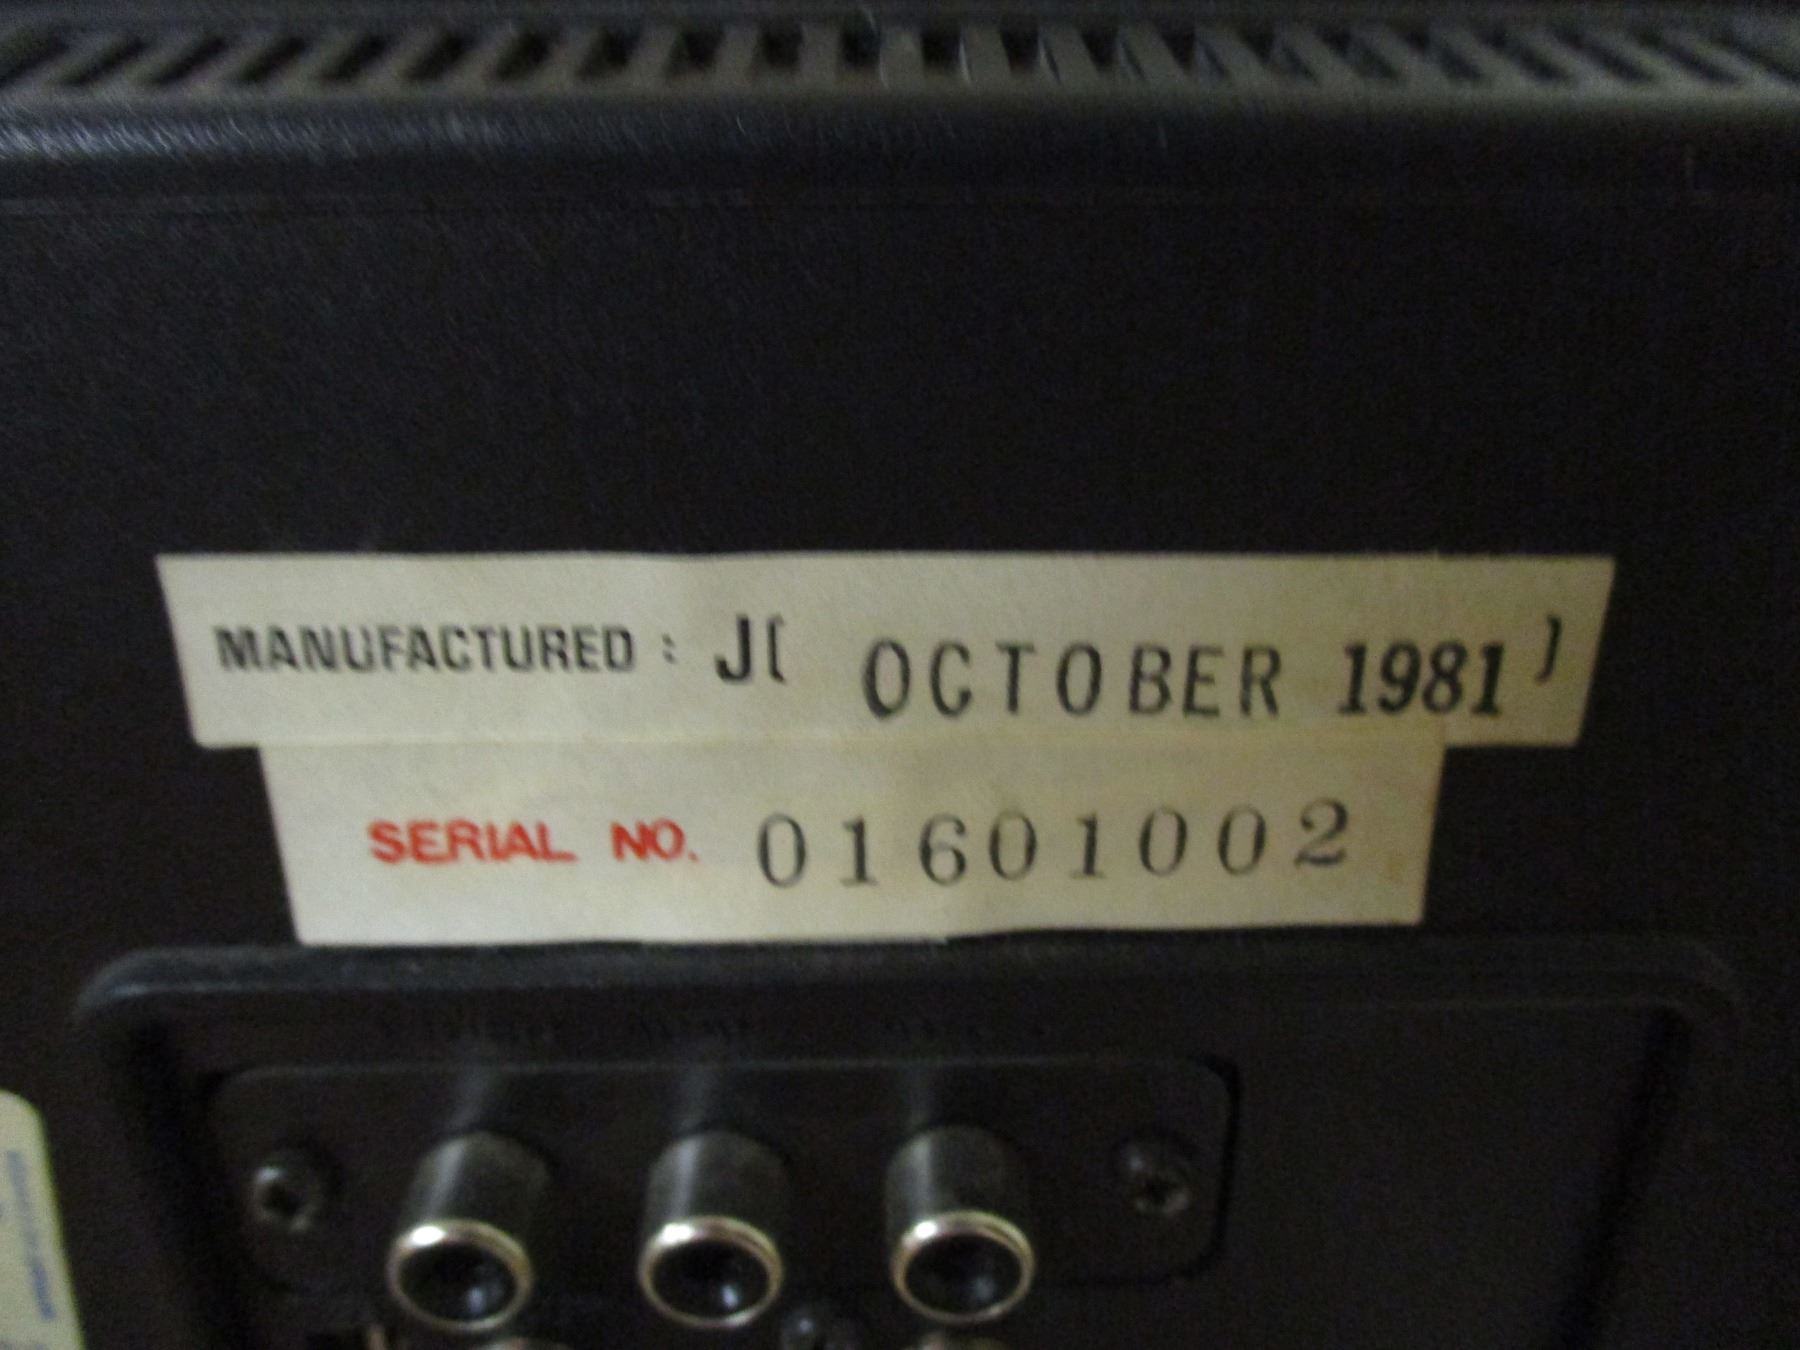 MANUFACTURED : J( OCTOBER 1981 )
SERIAL NO. 01601002